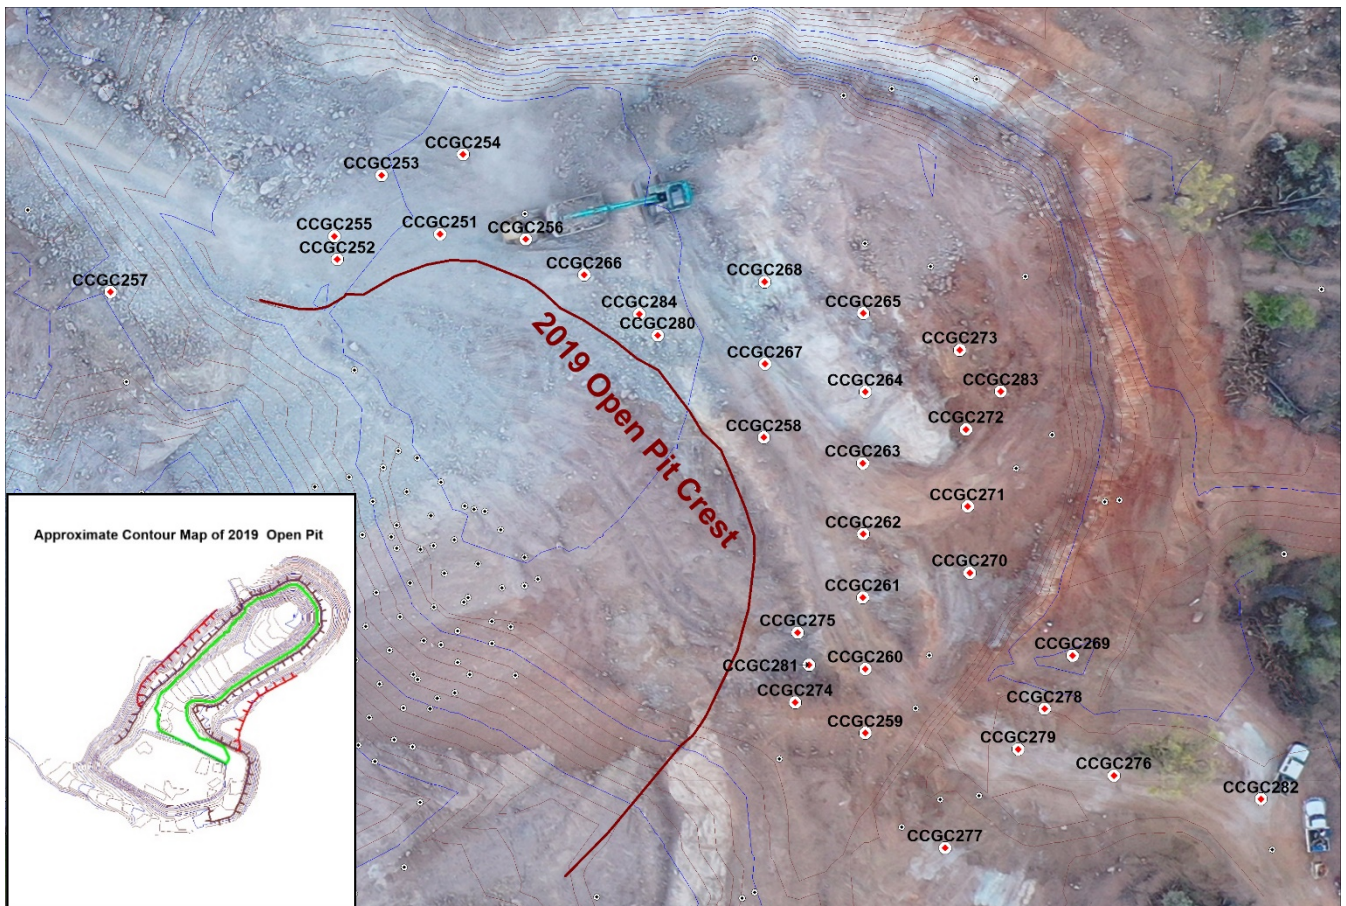 CCGC254
CCGC253
CCGC255
CCGC251
CCGC256
CCGC252
CCGC266
CCGC268
CCGC257
CCGC284
CCGC265
CCGC280
2019 Open Pit Crest
CCGC273
CCGC267
CCGC264
CCGC283
CCGC272
CCGC258
CCGC263
CCGC271
Approximate Contour Map of 2019 Open Pit
CCGC262
CCGC270
CCGC261
CCGC275
CCGC269
CCGC281
CCGC260
CCGC274
CCGC278
CCGC259
CCGC279
CCGC276
CCGC282
CCGC277